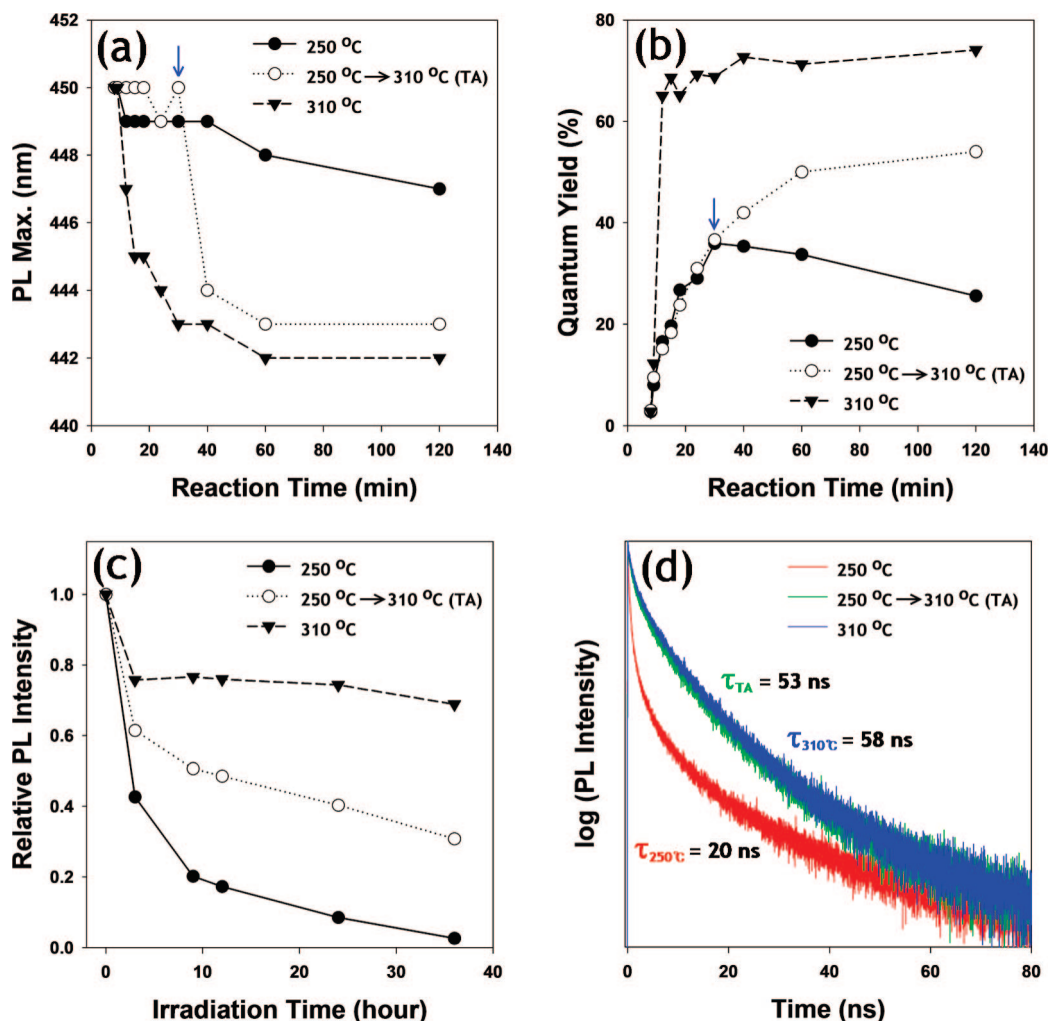 (a)
250 °C
250 °C→310 °C (TA)
310 °C
452
450
448
446
444
442
440
PL Max. (nm)
0 20 40 60 80 100 120 140
Reaction Time (min)
(b)
80
60
40
20
0
Quantum Yield (%)
250 °C
250 °C→310 °C (TA)
310 °C
0 20 40 60 80 100 120 140
Reaction Time (min)
(c)
250 °C
250 °C→310 °C (TA)
310 °C
1.0
0.8
0.6
0.4
0.2
0.0
Relative PL Intensity
0 10 20 30 40
Irradiation Time (hour)
(d)
250 °C
250 °C→310 °C (TA)
310 °C
τTA = 53 ns
τ310℃ = 58 ns
τ250℃ = 20 ns
log (PL Intensity)
0 20 40 60 80
Time (ns)